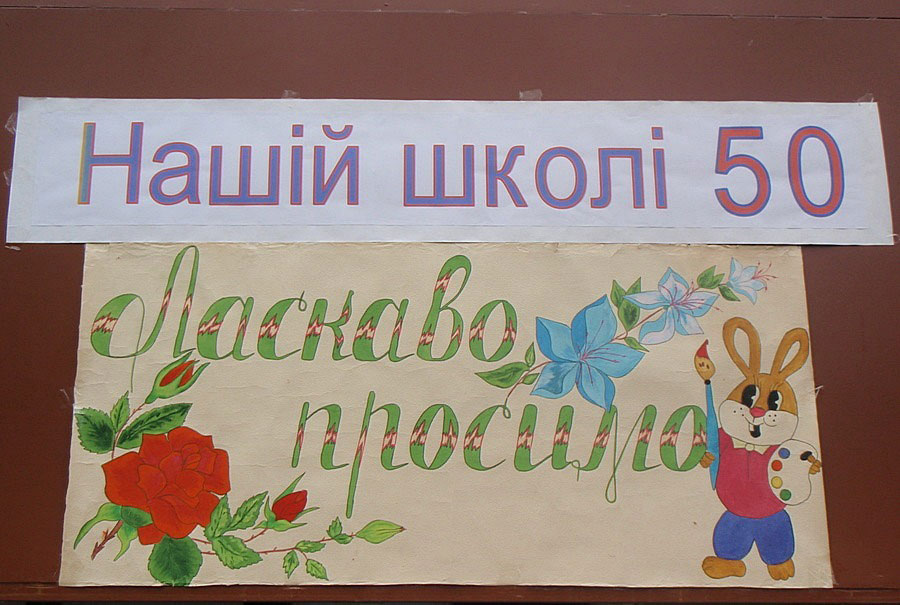 Нашій школі 50
Ласкаво
просимо